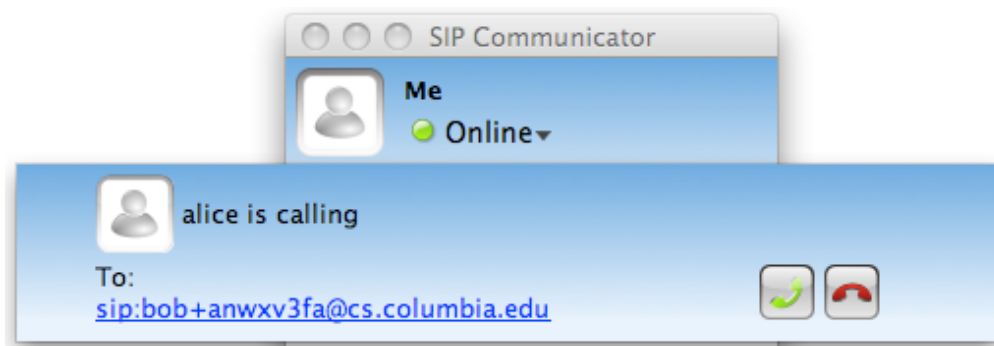 SIP Communicator
Me
Online
alice is calling
To:
sip:bob+anwxv3fa@cs.columbia.edu